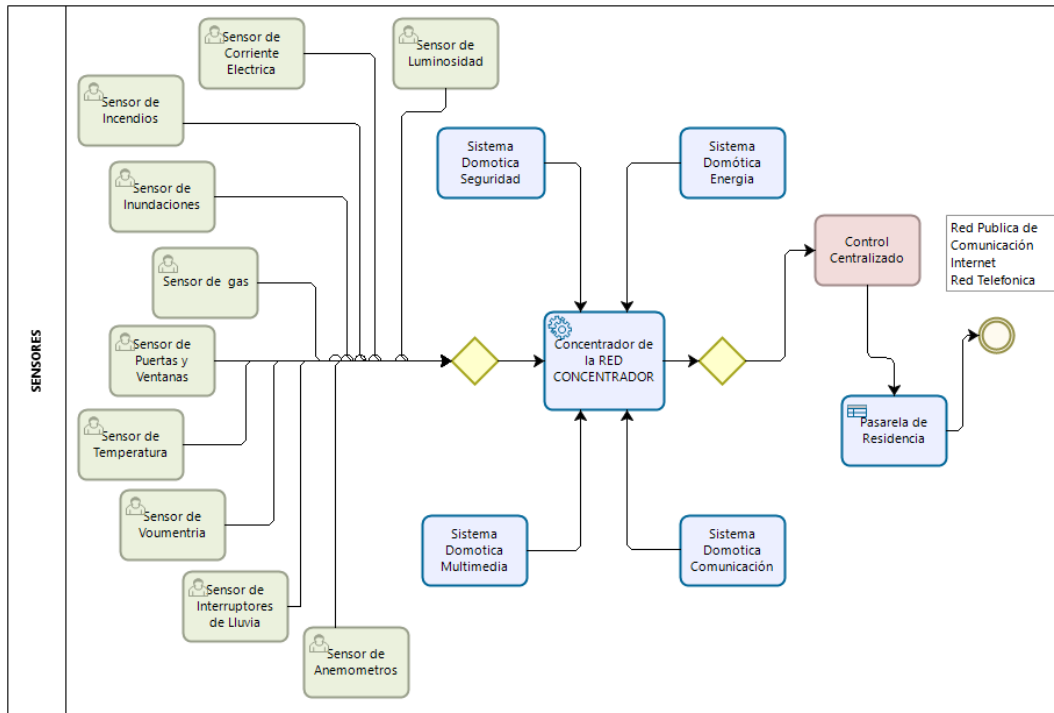 SENSORES
Sensor de
Corriente
Electrica
Sensor de
Luminosidad
Sensor de
Incendios
Sensor de
Inundaciones
Sensor de gas
Sensor de
Puertas y
Ventanas
Sensor de
Temperatura
Sensor de
Voumentria
Sensor de
Interruptores
de Lluvia
Sensor de
Anemometros
Sistema
Domotica
Seguridad
Sistema
Domótica
Energia
Concentrador de
la RED
CONCENTRADOR
Sistema
Domotica
Multimedia
Sistema
Domotica
Comunicación
Control
Centralizado
Red Publica de
Comunicación
Internet
Red Telefonica
Pasarela de
Residencia